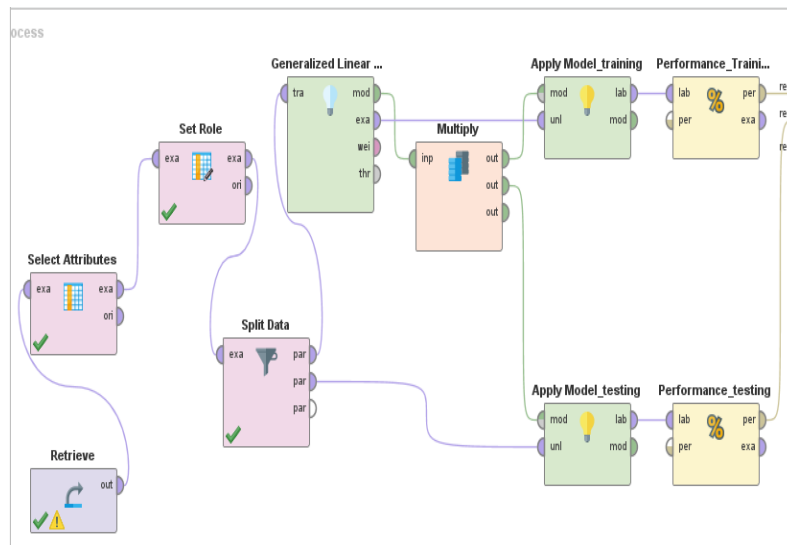 ocess
Generalized Linear ...
tra
mod
exa
wei
thr
Apply Model_training
mod
lab
unl
mod
Performance_Traini...
lab
per
per
exa
re
re
re
Set Role
exa
exa
ori
Multiply
inp
out
out
out
Select Attributes
exa
exa
ori
Split Data
exa
par
par
par
Apply Model_testing
mod
lab
unl
mod
Performance_testing
lab
per
per
exa
Retrieve
out